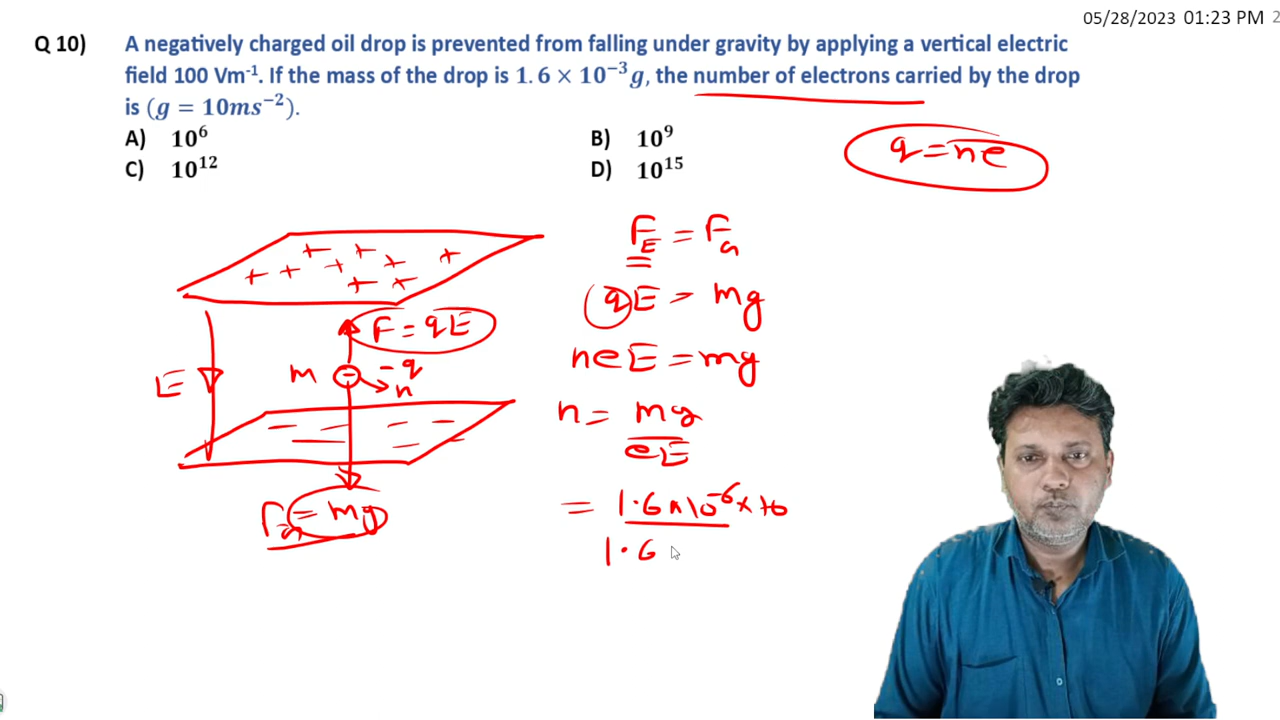 05/28/2023 01:23 PM 2
Q 10) A negatively charged oil drop is prevented from falling under gravity by applying a vertical electric
field 100 Vm⁻¹. If the mass of the drop is 1.6 × 10⁻³g, the number of electrons carried by the drop
is (g = 10ms⁻²).
A) 10⁶ B) 10⁹
C) 10¹² D) 10¹⁵
q = ne
+ + + + + + + + +
F = qE
E
m - -q
n
= mg
F_E = F_G
qE = mg
neE = mg
n = mg
eE
= 1.6 × 10⁻⁶ × 10
1.6